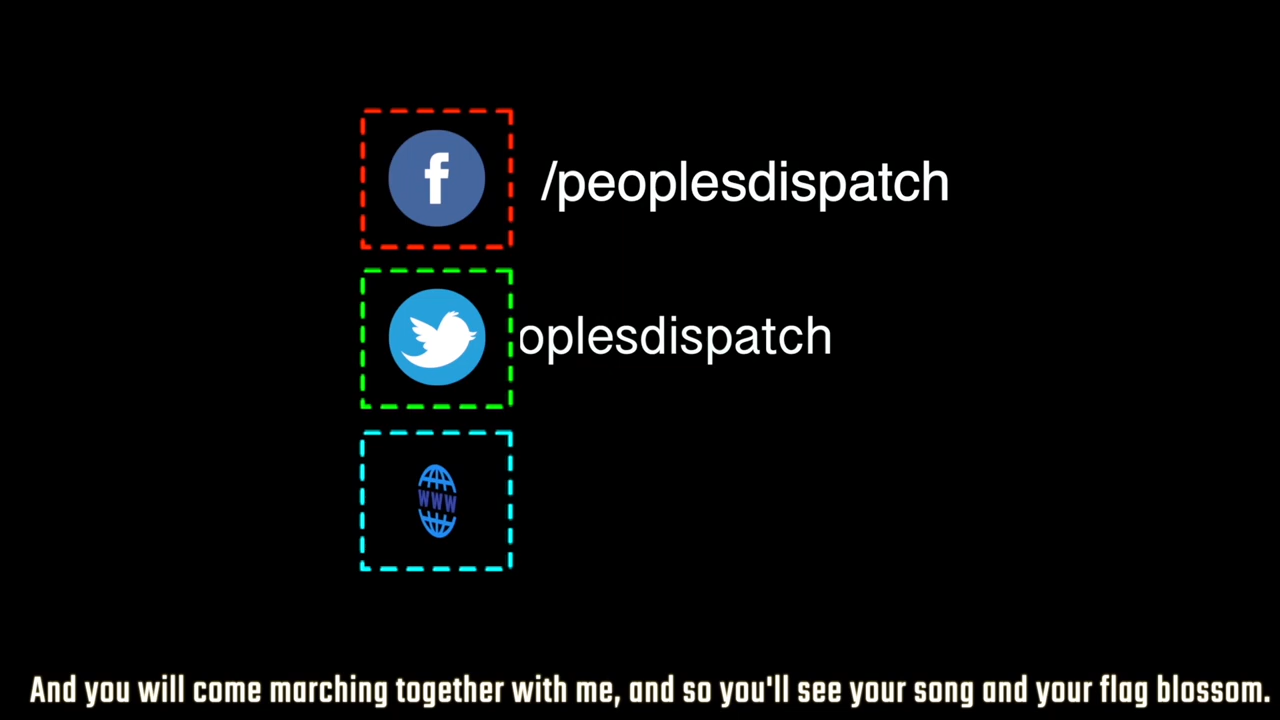 f /peoplesdispatch
oplesdispatch
WWW
And you will come marching together with me, and so you'll see your song and your flag blossom.